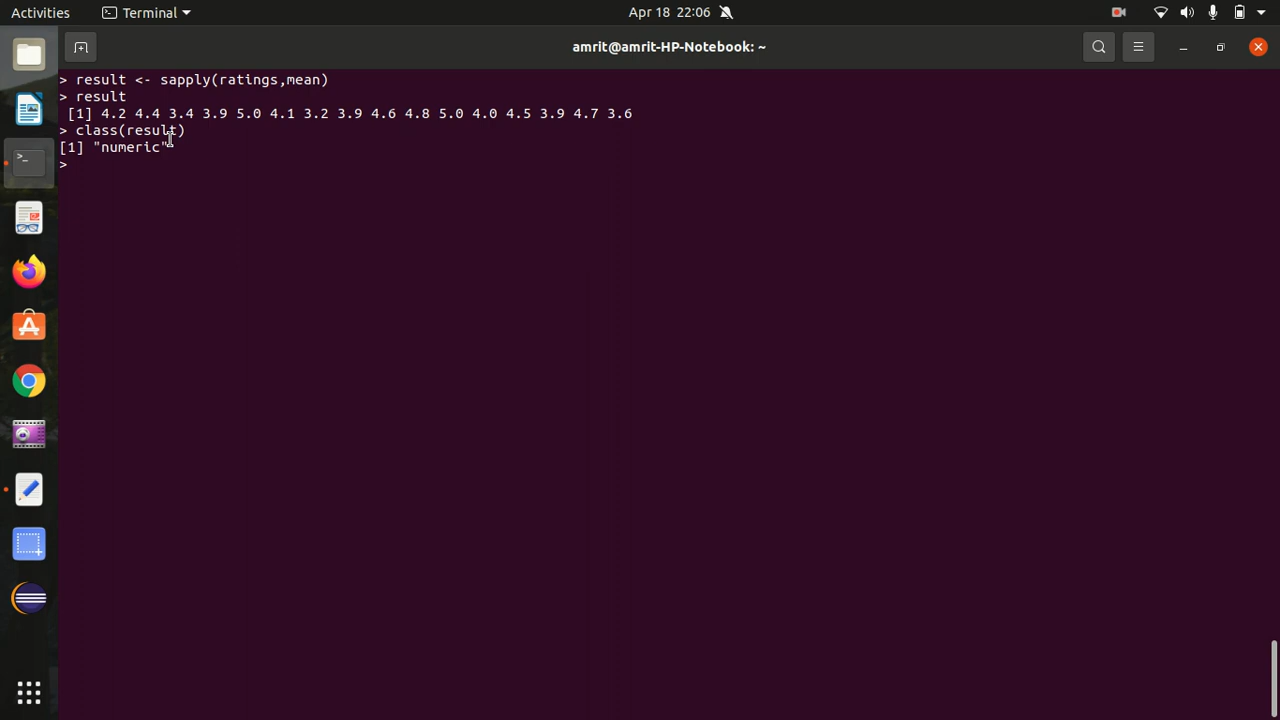 Activities
Terminal
Apr 18 22:06
amrit@amrit-HP-Notebook: ~
> result <- sapply(ratings,mean)
> result
[1] 4.2 4.4 3.4 3.9 5.0 4.1 3.2 3.9 4.6 4.8 5.0 4.0 4.5 3.9 4.7 3.6
> class(result)
[1] "numeric"
>